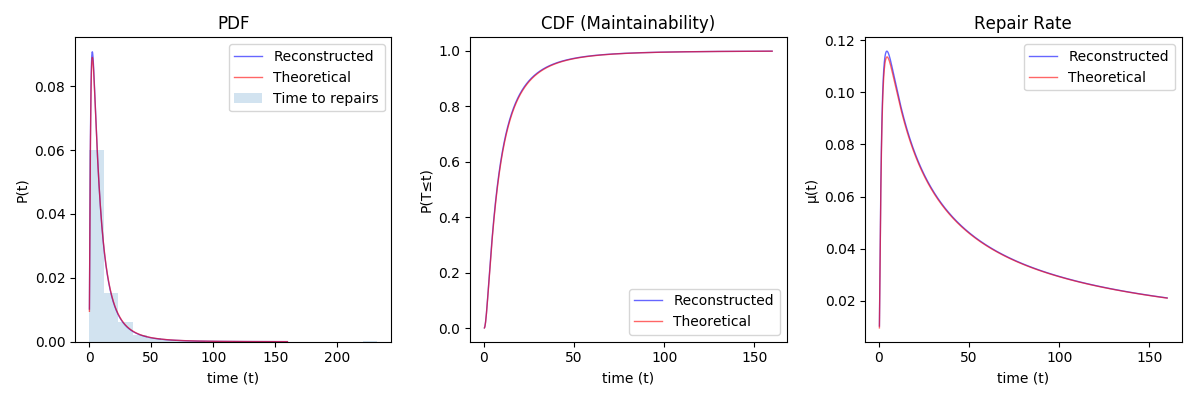 PDF
Reconstructed
Theoretical
Time to repairs
P(t)
0.08
0.06
0.04
0.02
0.00
0
50
100
150
200
time (t)
CDF (Maintainability)
P(T≤t)
1.0
0.8
0.6
0.4
0.2
0.0
Reconstructed
Theoretical
0
50
100
150
time (t)
Repair Rate
Reconstructed
Theoretical
μ(t)
0.12
0.10
0.08
0.06
0.04
0.02
0
50
100
150
time (t)